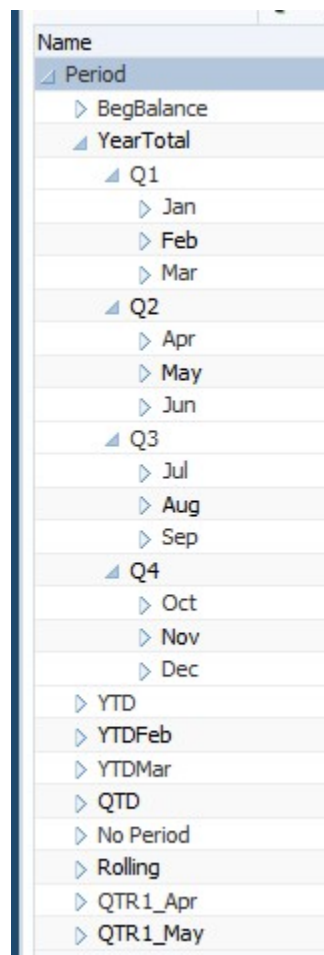 Name
Period
BegBalance
YearTotal
Q1
Jan
Feb
Mar
Q2
Apr
May
Jun
Q3
Jul
Aug
Sep
Q4
Oct
Nov
Dec
YTD
YTDFeb
YTDMar
QTD
No Period
Rolling
QTR1_Apr
QTR1_May